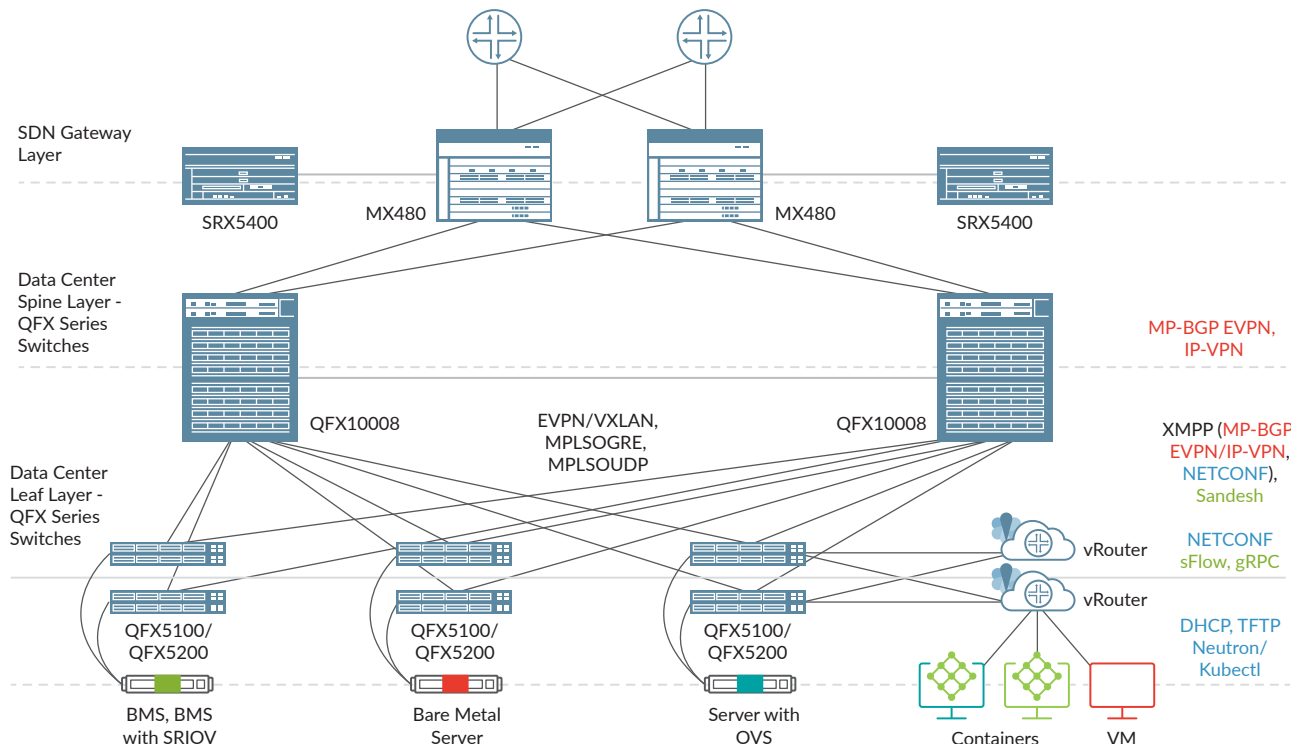 SDN Gateway
Layer
SRX5400
MX480
MX480
SRX5400
Data Center
Spine Layer -
QFX Series
Switches
MP-BGP EVPN,
IP-VPN
QFX10008
EVPN/VXLAN,
MPLSOGRE,
MPLSOUDP
QFX10008
XMPP (MP-BGP
EVPN/IP-VPN,
NETCONF),
Sandesh
Data Center
Leaf Layer -
QFX Series
Switches
vRouter
NETCONF
sFlow, gRPC
vRouter
QFX5100/
QFX5200
QFX5100/
QFX5200
QFX5100/
QFX5200
DHCP, TFTP
Neutron/
Kubectl
BMS, BMS
with SRIOV
Bare Metal
Server
Server with
OVS
Containers
VM